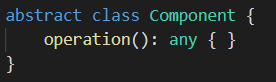 abstract class Component {
    operation(): any { }
}